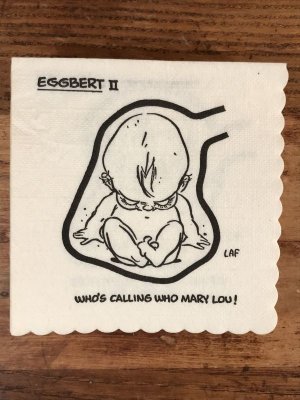 EGGBERT II
LAF
WHO'S CALLING WHO MARY LOU!